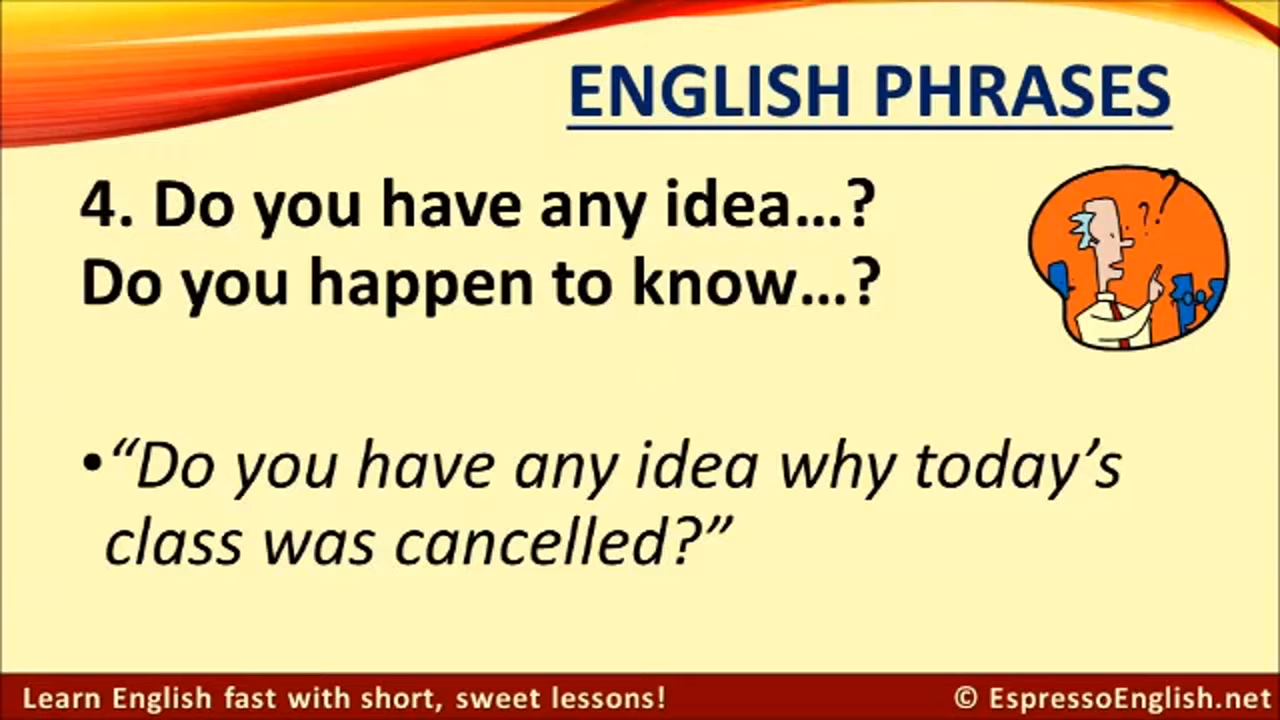 ENGLISH PHRASES
4. Do you have any idea...?
Do you happen to know...?
•“Do you have any idea why today’s
class was cancelled?”
Learn English fast with short, sweet lessons!
© EspressoEnglish.net